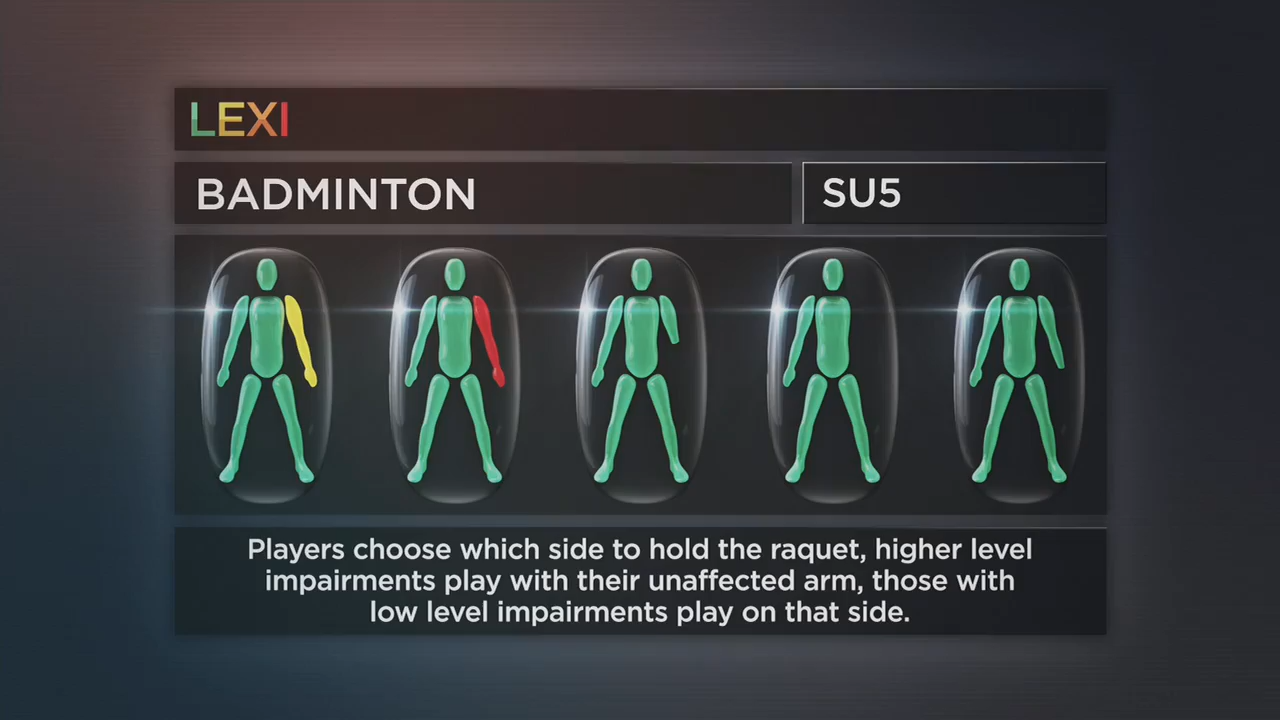 LEXI
BADMINTON
SU5
Players choose which side to hold the raquet, higher level
impairments play with their unaffected arm, those with
low level impairments play on that side.